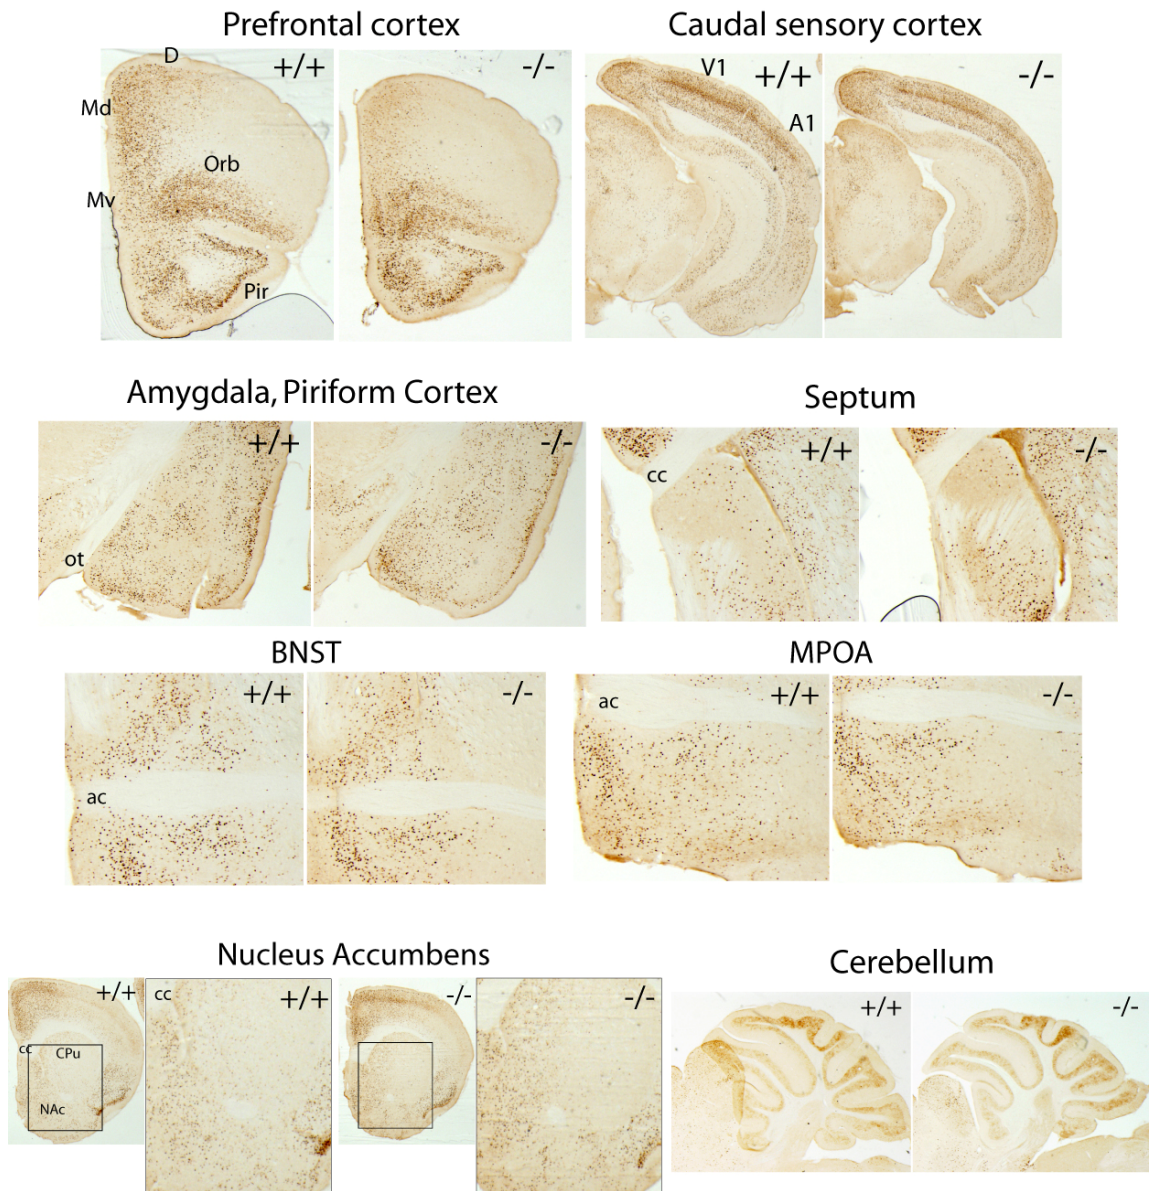 Prefrontal cortex
Caudal sensory cortex
D
+/+
-/-
V1
+/+
-/-
Md
A1
Orb
Mv
Pir
Amygdala, Piriform Cortex
Septum
+/+
-/-
+/+
-/-
cc
ot
BNST
MPOA
+/+
-/-
+/+
-/-
ac
ac
Nucleus Accumbens
Cerebellum
+/+
cc
+/+
-/-
-/-
+/+
-/-
cc
CPu
NAc